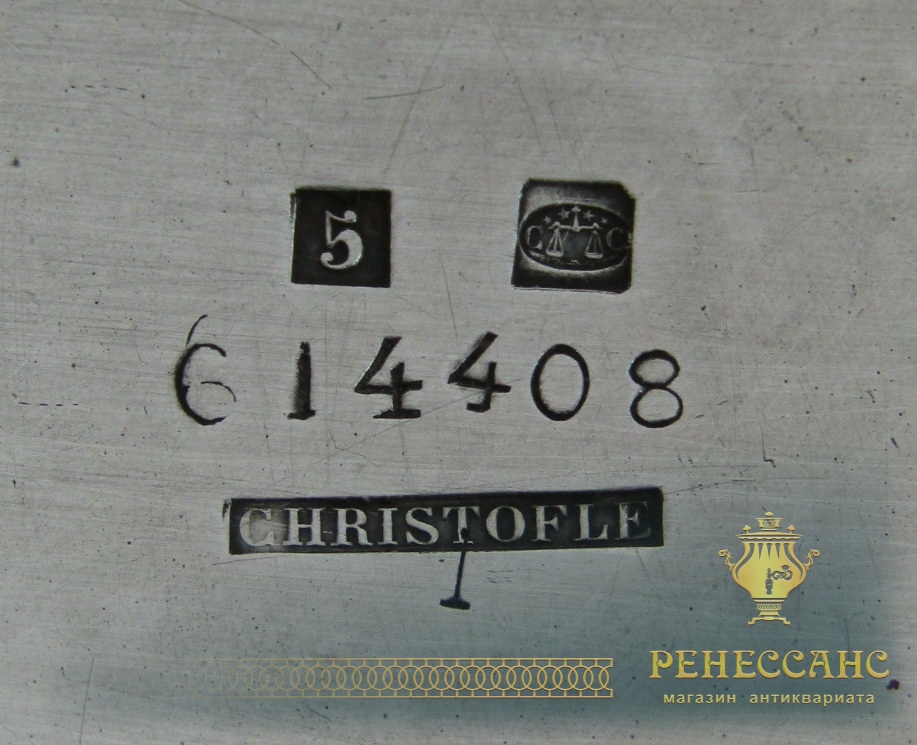 5 C C
614408
CHRISTOFLE
РЕНЕССАНС
магазин антиквариата